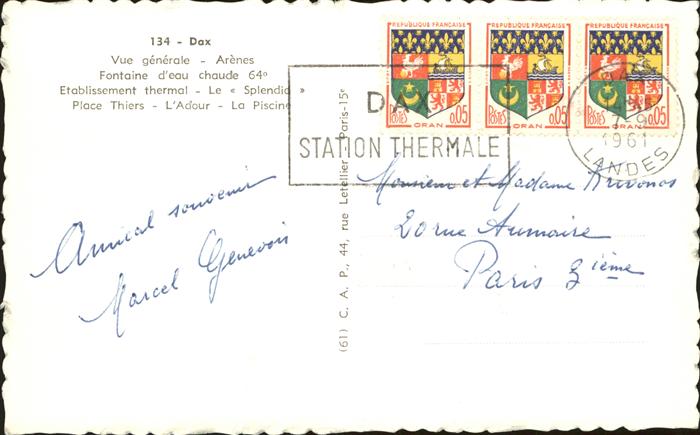 134 - Dax
Vue générale - Arènes
Fontaine d'eau chaude 64°
Etablissement thermal - Le « Splendid »
Place Thiers - L'Adour - La Piscine
REPUBLIQUE FRANÇAISE
POSTES ORAN 0,05
REPUBLIQUE FRANÇAISE
POSTES ORAN 0,05
REPUBLIQUE FRANÇAISE
POSTES ORAN 0,05
DAX
STATION THERMALE
DAX
1961
LANDES
Amical souvenir
Marcel Genevois
(61) C. A. P., 44, rue Letellier Paris-15e
Monsieur et Madame Krivonos
20 rue Aumaire
Paris 3ième